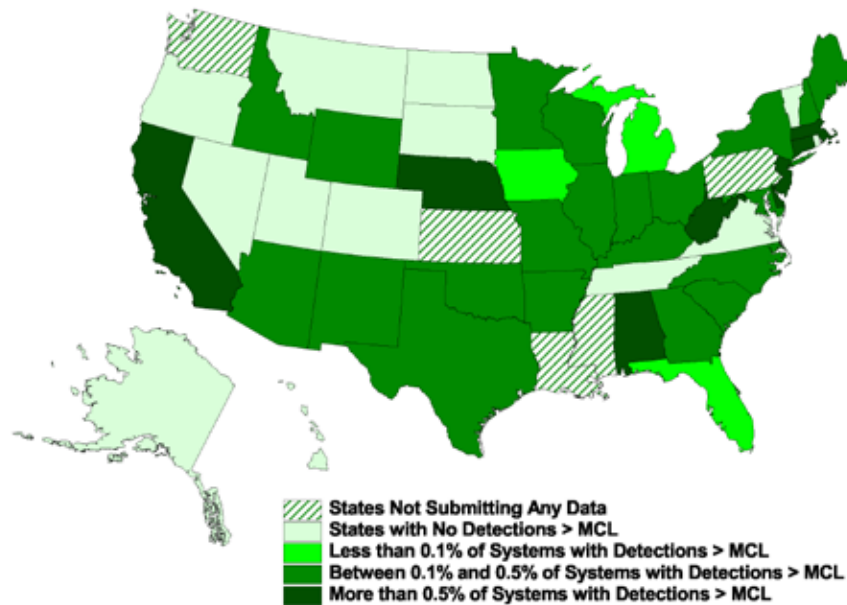 States Not Submitting Any Data
States with No Detections > MCL
Less than 0.1% of Systems with Detections > MCL
Between 0.1% and 0.5% of Systems with Detections > MCL
More than 0.5% of Systems with Detections > MCL